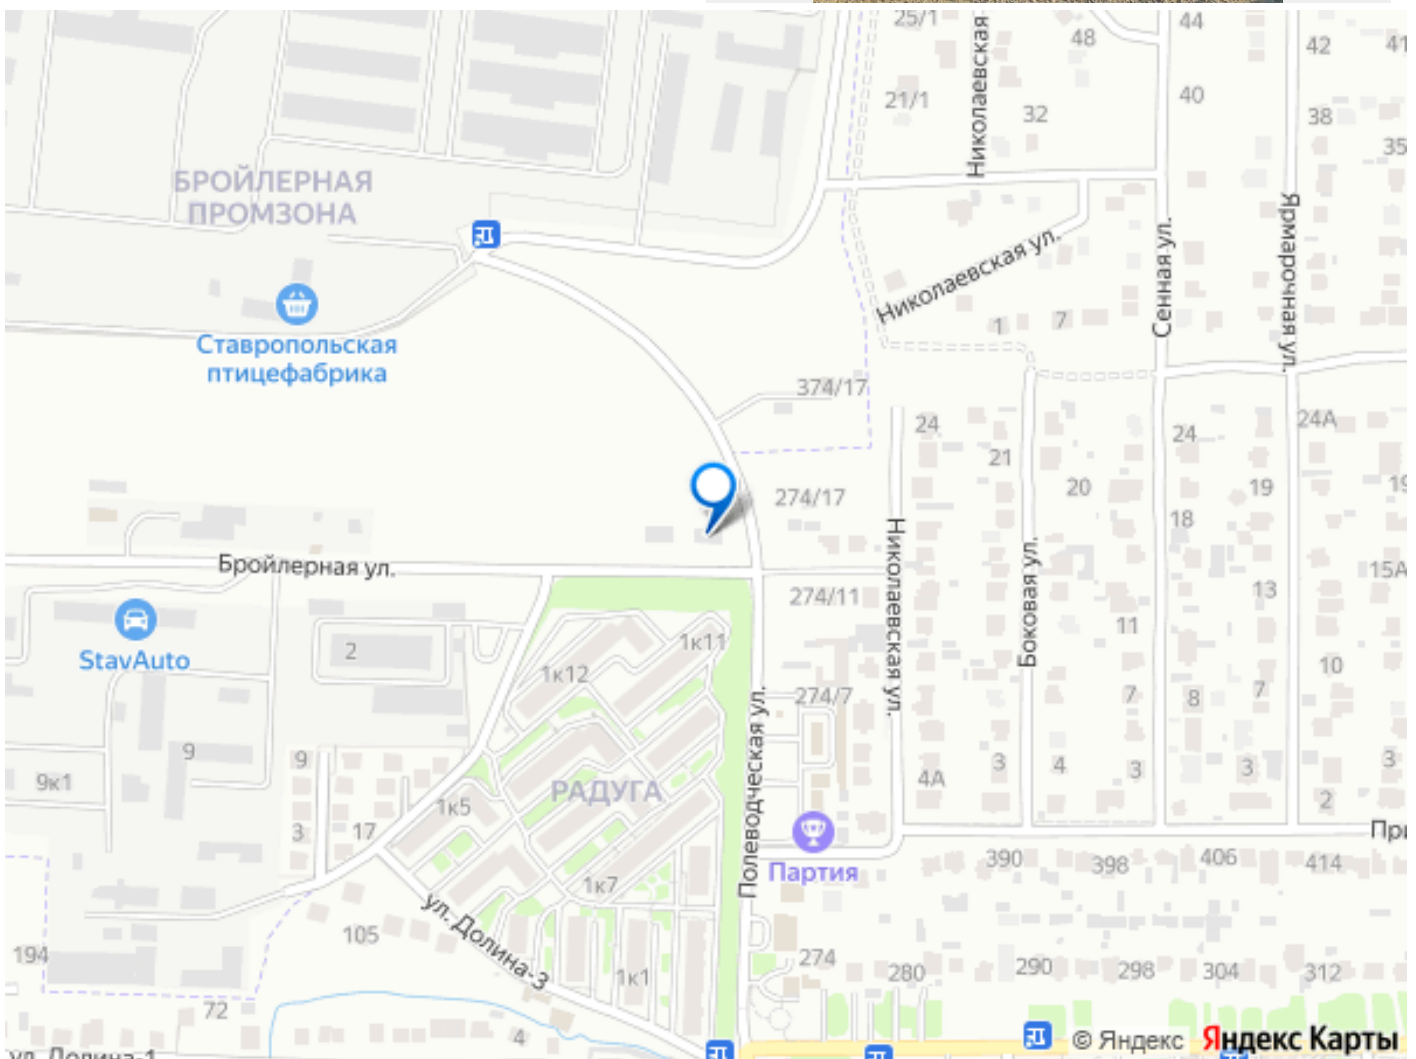 25/1
Николаевская
48
44
42
41
21/1
32
40
38
35
БРОЙЛЕРНАЯ
ПРОМЗОНА
Николаевская ул.
Сенная ул.
Ярмарочная ул.
1
7
Ставропольская
птицефабрика
374/17
24
21
20
24
24А
18
19
19
274/17
Бройлерная ул.
Николаевская ул.
Боковая ул.
15А
13
274/11
11
StavAuto
2
1к12
1к11
10
274/7
7
8
7
Полеводческая ул.
9
9
9к1
РАДУГА
4А
3
4
3
3
3
2
1к5
3
17
При
Партия
390
398
406
414
1к7
ул. Долина-3
105
194
1к1
274
280
290
298
304
312
72
4
ул. Долина-1
© Яндекс Яндекс Карты